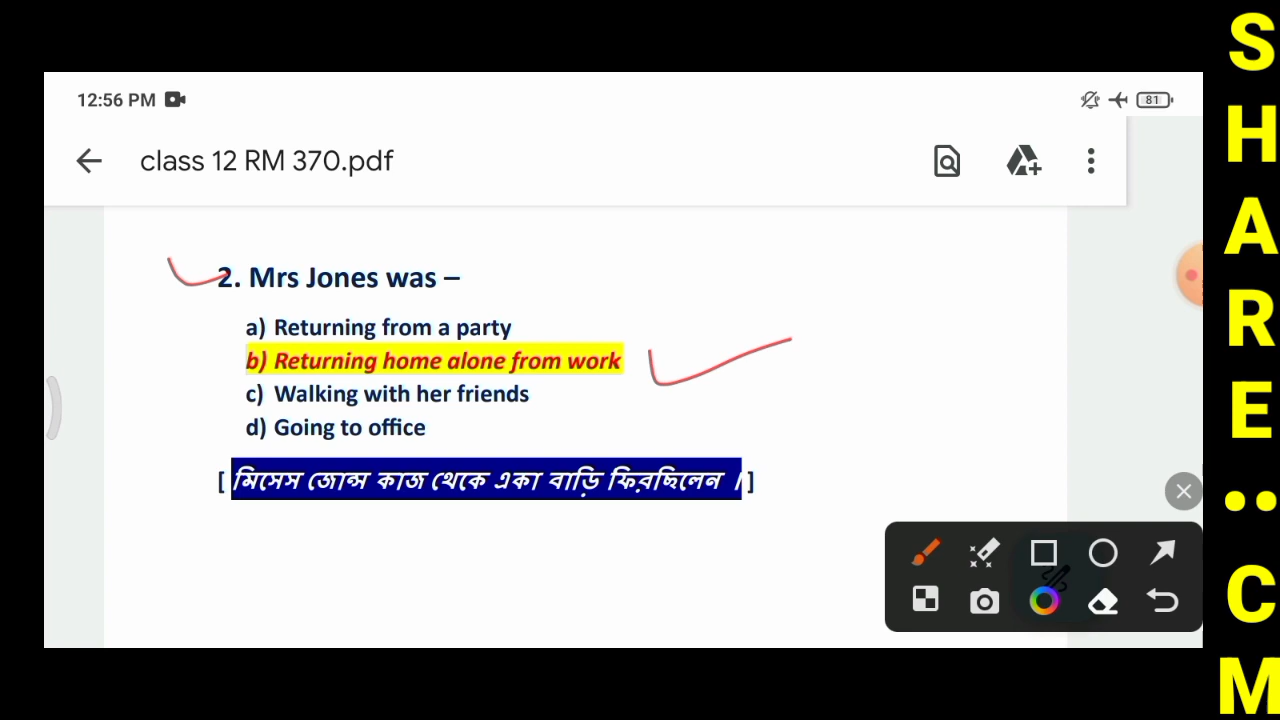 12:56 PM
81
class 12 RM 370.pdf
2. Mrs Jones was –
a) Returning from a party
b) Returning home alone from work
c) Walking with her friends
d) Going to office
[ মিসেস জোন্স কাজ থেকে একা বাড়ি ফিরছিলেন । ]
S
H
A
R
E
..
C
M